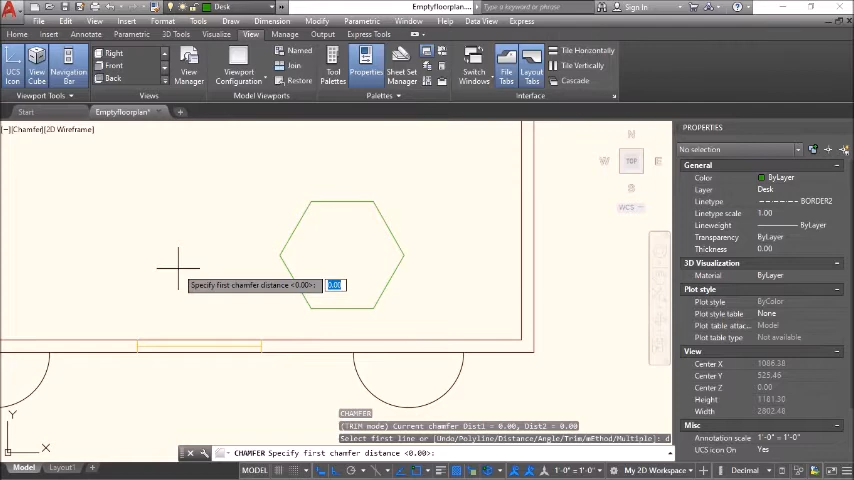 Desk
Emptyfloorplan....
Type a keyword or phrase
Sign In
File Edit View Insert Format Tools Draw Dimension Modify Parametric Window Help Data View Express
Home Insert Annotate Parametric 3D Tools View Manage Output Express Tools
UCS Icon
View Cube
Navigation Bar
Right
Front
Back
View Manager
Viewport Configuration
Named
Join
Restore
Tool Palettes
Properties
Sheet Set Manager
Switch Windows
File Tabs
Layout Tabs
Tile Horizontally
Tile Vertically
Cascade
Viewport Tools
Views
Model Viewports
Palettes
Interface
Start
Emptyfloorplan*
[−][Chamfer][2D Wireframe]
N
W
TOP
E
S
WCS
Specify first chamfer distance <0.00>: 0.00
Y
X
PROPERTIES
No selection
General
Color ByLayer
Layer Desk
Linetype BORDER2
Linetype scale 1.00
Lineweight ByLayer
Transparency ByLayer
Thickness 0.00
3D Visualization
Material ByLayer
Plot style
Plot style ByColor
Plot style table None
Plot table attac... Model
Plot table type Not available
View
Center X 1086.38
Center Y 525.46
Center Z 0.00
Height 1181.30
Width 2802.48
Misc
Annotation scale 1'-0" = 1'-0"
UCS icon On Yes
CHAMFER
(TRIM mode) Current chamfer Dist1 = 0.00, Dist2 = 0.00
Select first line or [Undo/Polyline/Distance/Angle/Trim/mEthod/Multiple]: d
CHAMFER Specify first chamfer distance <0.00>:
Model Layout1 +
MODEL
1'-0" = 1'-0"
My 2D Workspace
Decimal